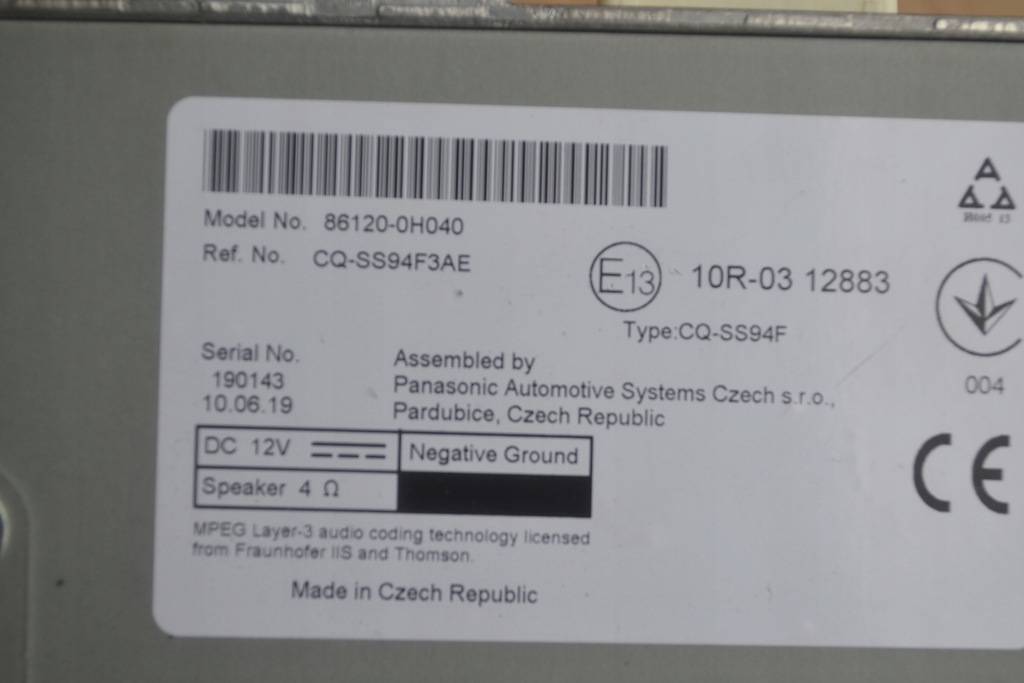 Model No. 86120-0H040
Ref. No. CQ-SS94F3AE
E13 10R-03 12883
Type:CQ-SS94F
004
Serial No.
190143
10.06.19
Assembled by
Panasonic Automotive Systems Czech s.r.o.,
Pardubice, Czech Republic
DC 12V
Negative Ground
Speaker 4 Ω
CE
MPEG Layer-3 audio coding technology licensed
from Fraunhofer IIS and Thomson.
Made in Czech Republic